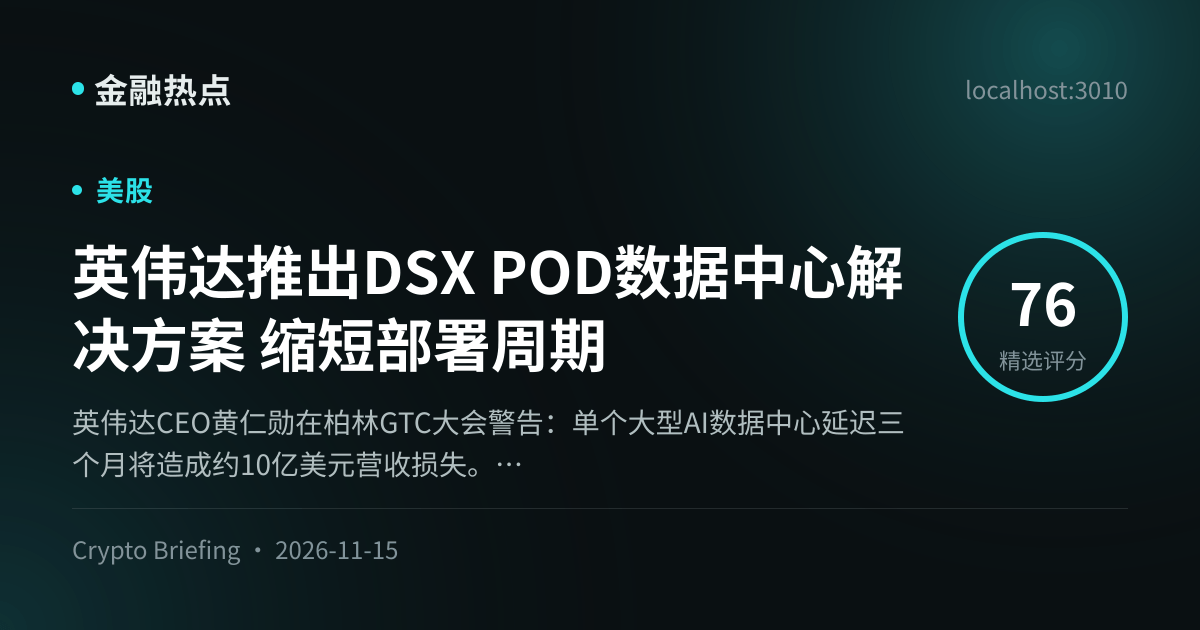 金融热点
localhost:3010
美股
英伟达推出DSX POD数据中心解
决方案 缩短部署周期
76
精选评分
英伟达CEO黄仁勋在柏林GTC大会警告：单个大型AI数据中心延迟三
个月将造成约10亿美元营收损失。…
Crypto Briefing · 2026-11-15